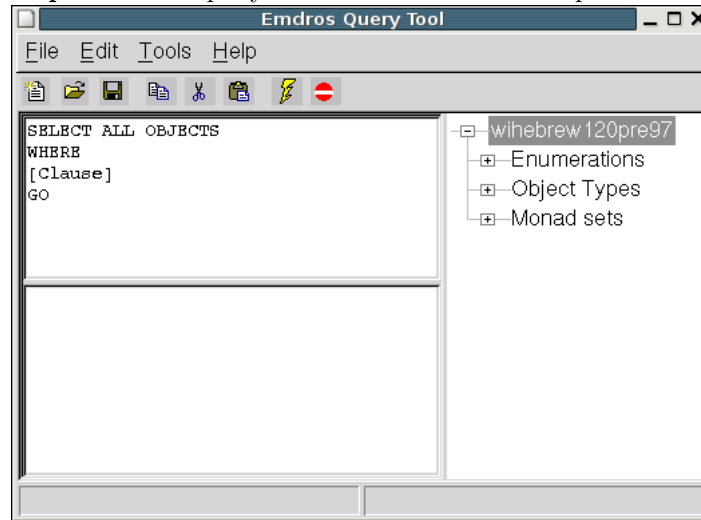 Emdros Query Tool
File Edit Tools Help
SELECT ALL OBJECTS
WHERE
[Clause]
GO
wihebrew120pre97
Enumerations
Object Types
Monad sets